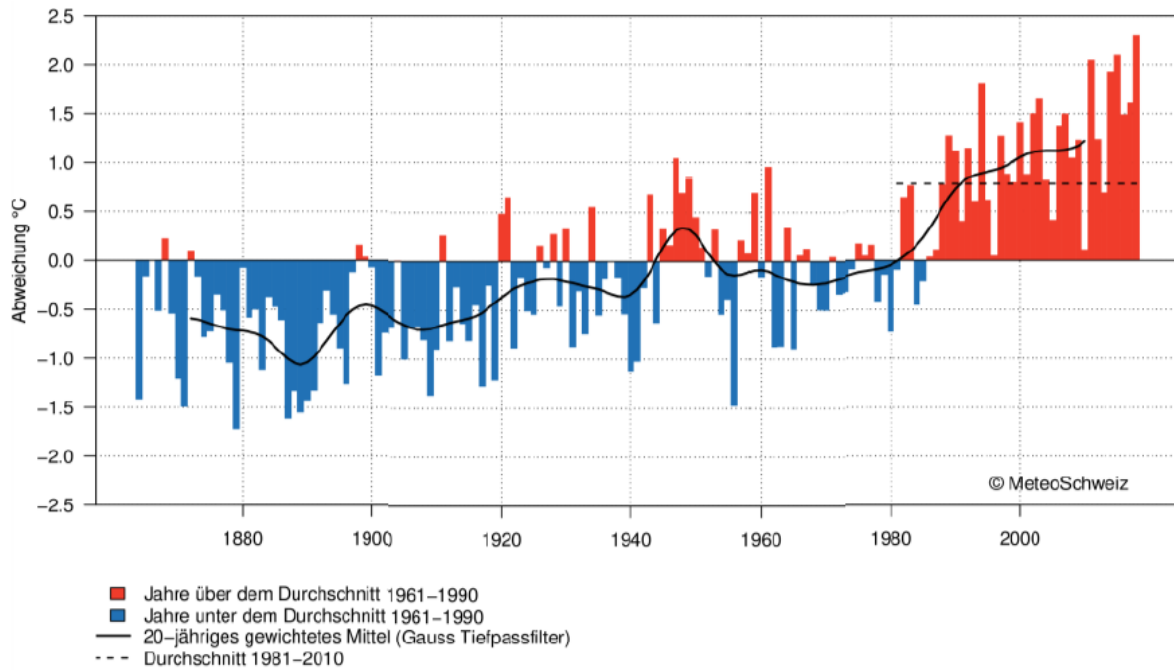 2.5
2.0
1.5
1.0
0.5
0.0
−0.5
−1.0
−1.5
−2.0
−2.5
Abweichung °C
© MeteoSchweiz
1880 1900 1920 1940 1960 1980 2000
Jahre über dem Durchschnitt 1961−1990
Jahre unter dem Durchschnitt 1961−1990
20−jähriges gewichtetes Mittel (Gauss Tiefpassfilter)
Durchschnitt 1981−2010